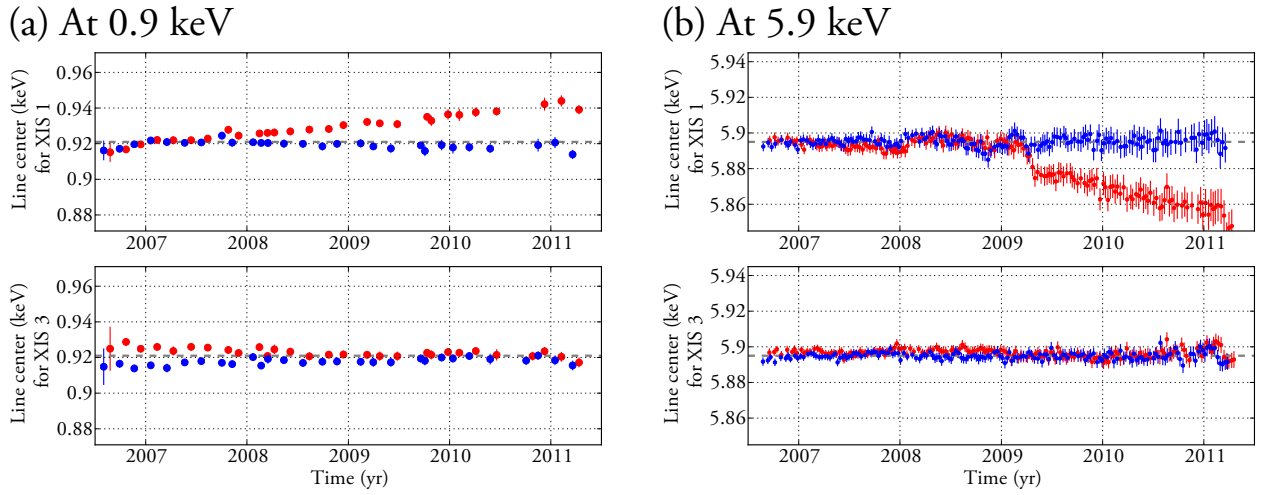 (a) At 0.9 keV
Line center (keV)
for XIS 1
0.96
0.94
0.92
0.9
0.88
2007 2008 2009 2010 2011
Line center (keV)
for XIS 3
0.96
0.94
0.92
0.9
0.88
2007 2008 2009 2010 2011
Time (yr)
(b) At 5.9 keV
Line center (keV)
for XIS 1
5.94
5.92
5.9
5.88
5.86
2007 2008 2009 2010 2011
Line center (keV)
for XIS 3
5.94
5.92
5.9
5.88
5.86
2007 2008 2009 2010 2011
Time (yr)